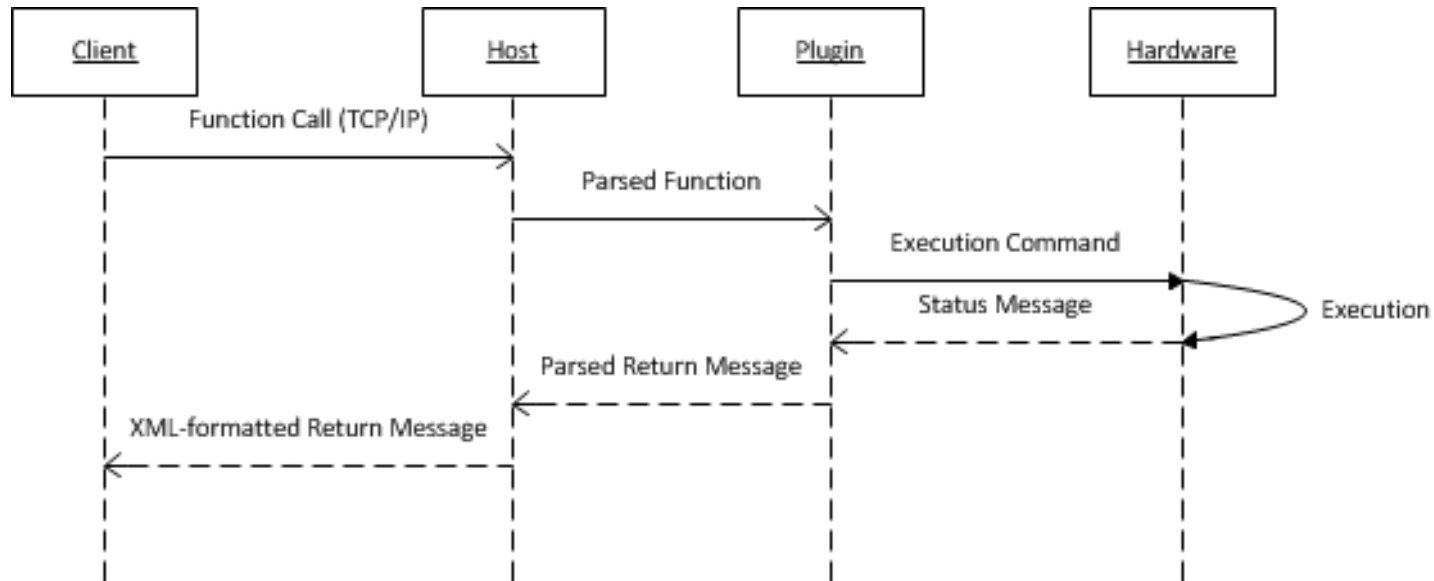 Client
Host
Plugin
Hardware
Function Call (TCP/IP)
Parsed Function
Execution Command
Status Message
Execution
Parsed Return Message
XML-formatted Return Message